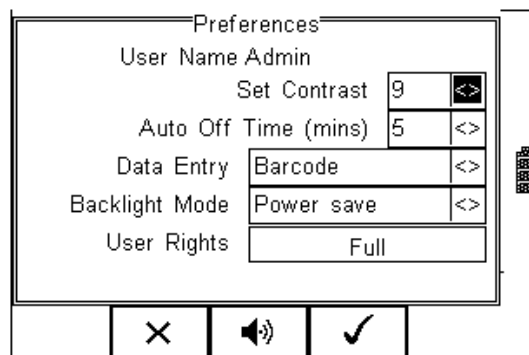 Preferences
User Name Admin
Set Contrast 9 <>
Auto Off Time (mins) 5 <>
Data Entry Barcode <>
Backlight Mode Power save <>
User Rights Full